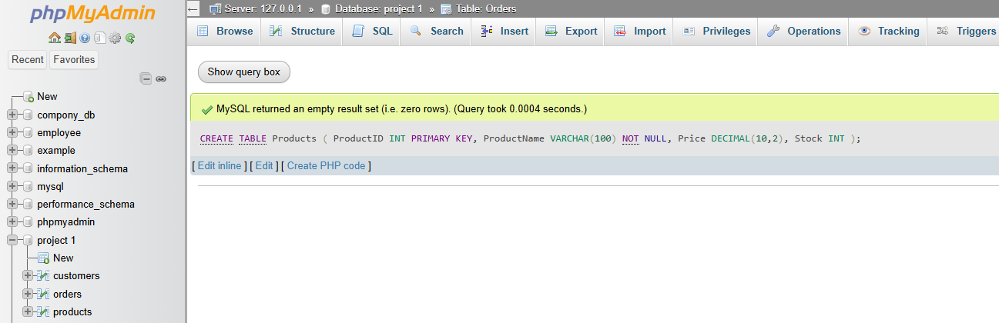 phpMyAdmin
Recent Favorites
New
compony_db
employee
example
information_schema
mysql
performance_schema
phpmyadmin
project 1
New
customers
orders
products
Server: 127.0.0.1 » Database: project 1 » Table: Orders
Browse Structure SQL Search Insert Export Import Privileges Operations Tracking Triggers
Show query box
MySQL returned an empty result set (i.e. zero rows). (Query took 0.0004 seconds.)
CREATE TABLE Products ( ProductID INT PRIMARY KEY, ProductName VARCHAR(100) NOT NULL, Price DECIMAL(10,2), Stock INT );
[ Edit inline ] [ Edit ] [ Create PHP code ]